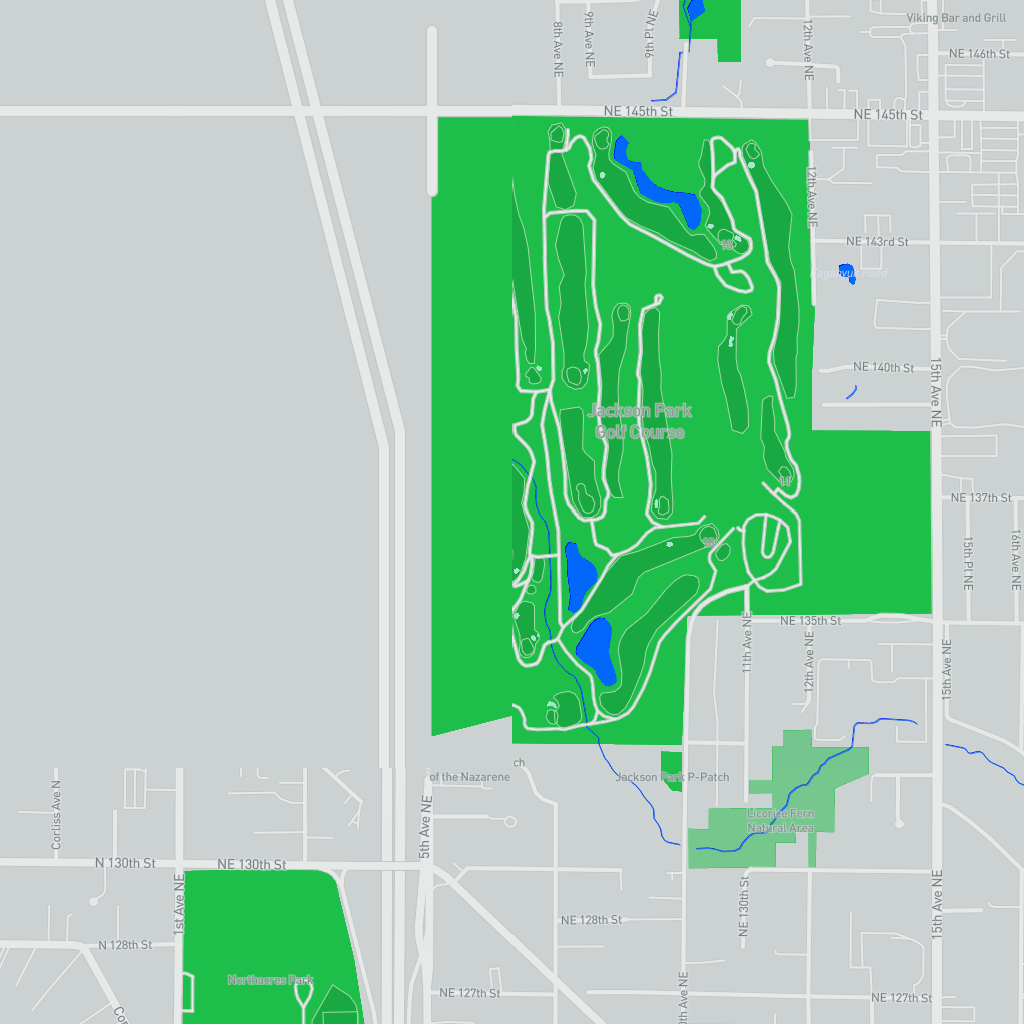 Viking Bar and Grill
8th Ave NE
9th Ave NE
9th Pl NE
12th Ave NE
NE 146th St
NE 145th St
NE 145th St
12th Ave NE
NE 143rd St
15
NE 140th St
15th Ave NE
Jackson Park
Golf Course
11
NE 137th St
18
15th Pl NE
16th Ave NE
NE 135th St
11th Ave NE
12th Ave NE
15th Ave NE
ch
of the Nazarene
Jackson Park P-Patch
Corliss Ave N
5th Ave NE
Licorice Fern
Natural Area
N 130th St
NE 130th St
1st Ave NE
NE 130th St
15th Ave NE
NE 128th St
N 128th St
Northacres Park
NE 127th St
NE 127th St
0th Ave NE
Cor